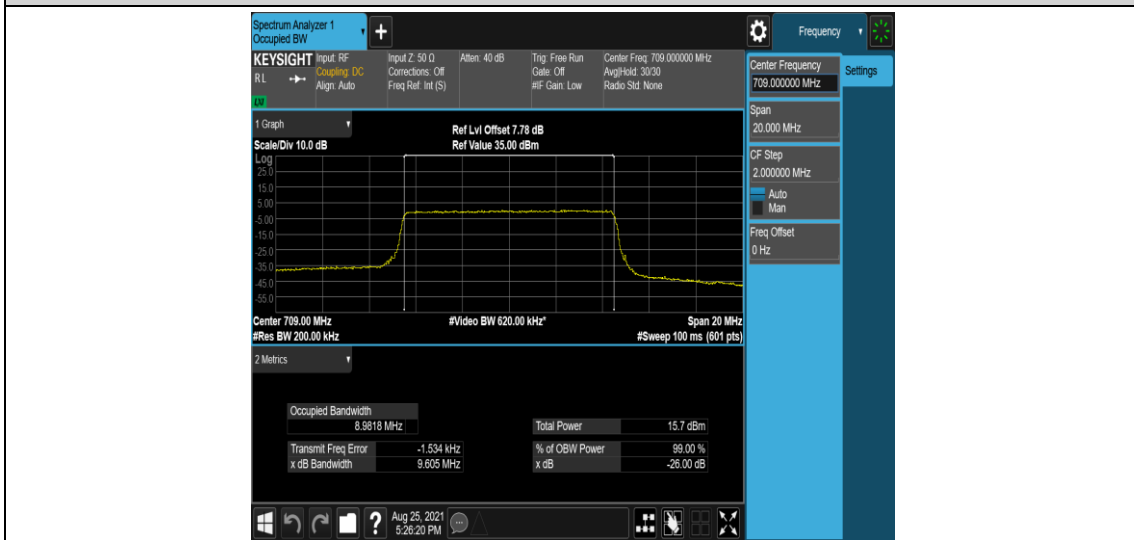 Spectrum Analyzer 1
Occupied BW
+
Frequency
KEYSIGHT
RL
LXI
Input: RF
Coupling: DC
Align: Auto
Input Z: 50 Ω
Corrections: Off
Freq Ref: Int (S)
Atten: 40 dB
Trig: Free Run
Gate: Off
#IF Gain: Low
Center Freq: 709.000000 MHz
Avg|Hold: 30/30
Radio Std: None
Center Frequency
709.000000 MHz
Settings
Span
20.000 MHz
CF Step
2.000000 MHz
Auto
Man
Freq Offset
0 Hz
1 Graph
Ref Lvl Offset 7.78 dB
Scale/Div 10.0 dB
Ref Value 35.00 dBm
Log
25.0
15.0
5.00
-5.00
-15.0
-25.0
-35.0
-45.0
-55.0
Center 709.00 MHz
#Video BW 620.00 kHz*
Span 20 MHz
#Res BW 200.00 kHz
#Sweep 100 ms (601 pts)
2 Metrics
Occupied Bandwidth
8.9818 MHz
Total Power 15.7 dBm
Transmit Freq Error -1.534 kHz
% of OBW Power 99.00 %
x dB Bandwidth 9.605 MHz
x dB -26.00 dB
?
Aug 25, 2021
5:26:20 PM